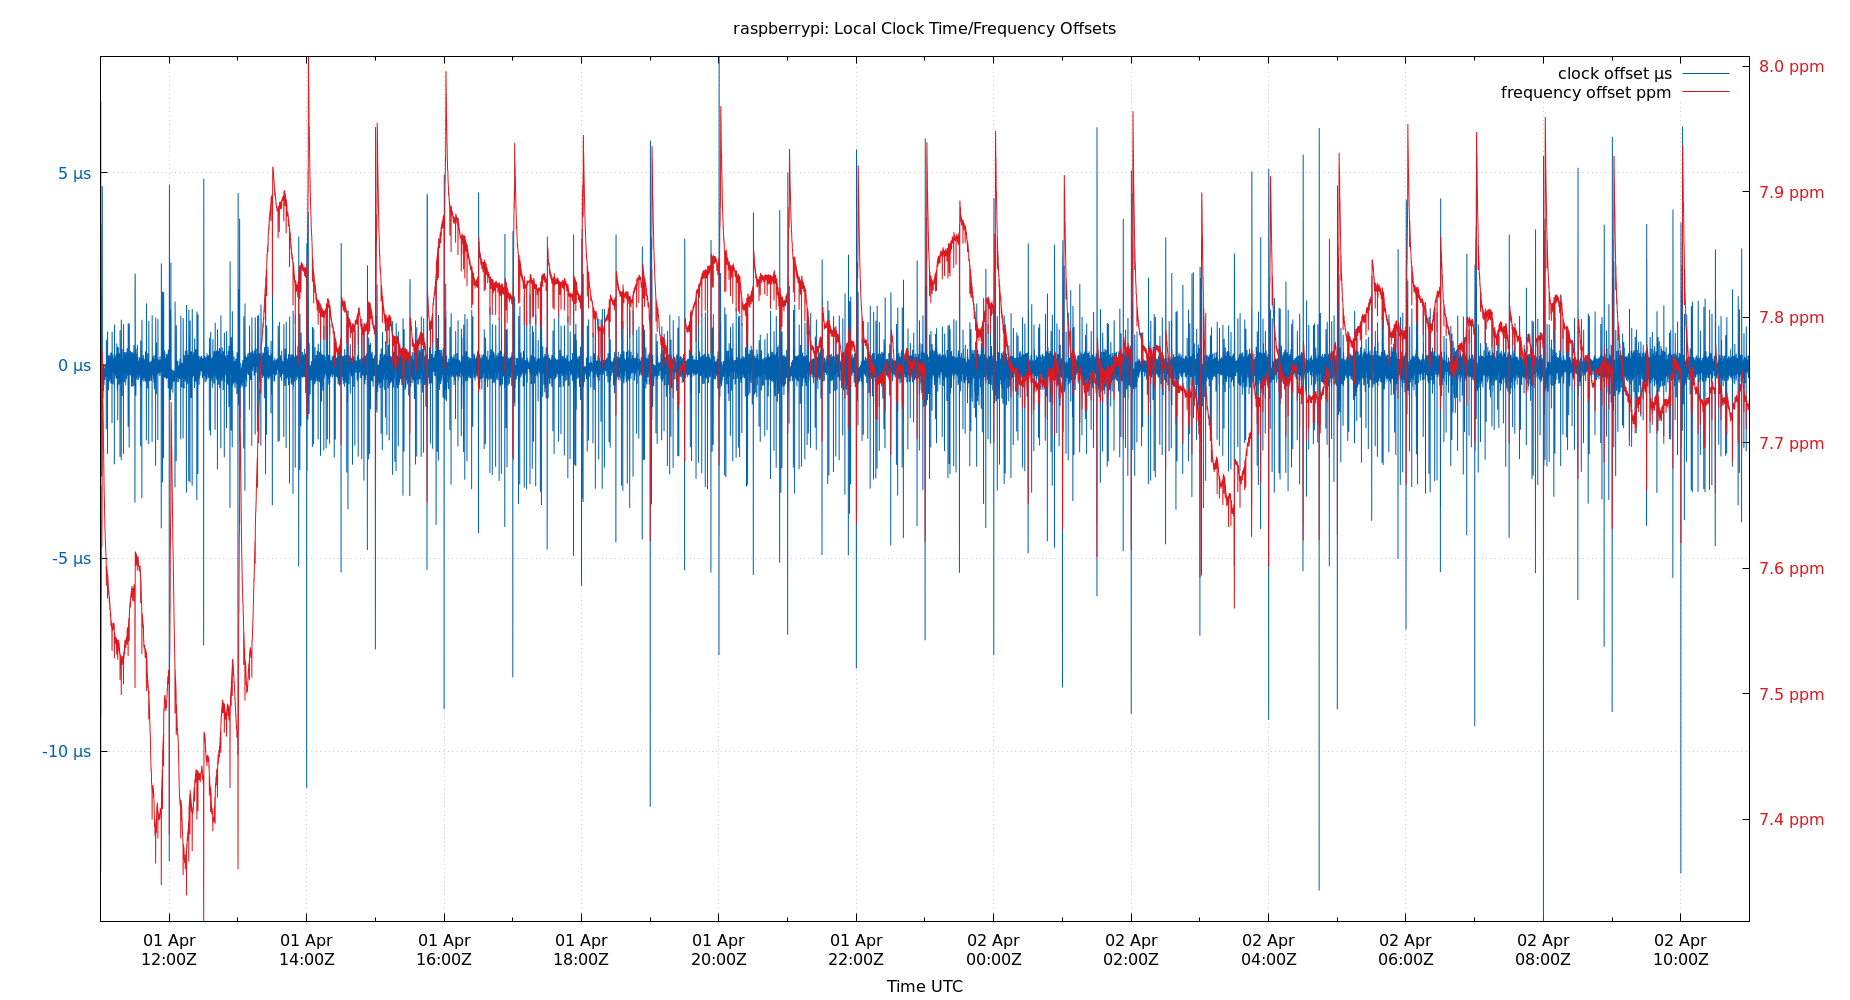 raspberrypi: Local Clock Time/Frequency Offsets
clock offset µs
frequency offset ppm
5 µs
0 µs
-5 µs
-10 µs
8.0 ppm
7.9 ppm
7.8 ppm
7.7 ppm
7.6 ppm
7.5 ppm
7.4 ppm
01 Apr 01 Apr 01 Apr 01 Apr 01 Apr 01 Apr 02 Apr 02 Apr 02 Apr 02 Apr 02 Apr 02 Apr
12:00Z 14:00Z 16:00Z 18:00Z 20:00Z 22:00Z 00:00Z 02:00Z 04:00Z 06:00Z 08:00Z 10:00Z
Time UTC